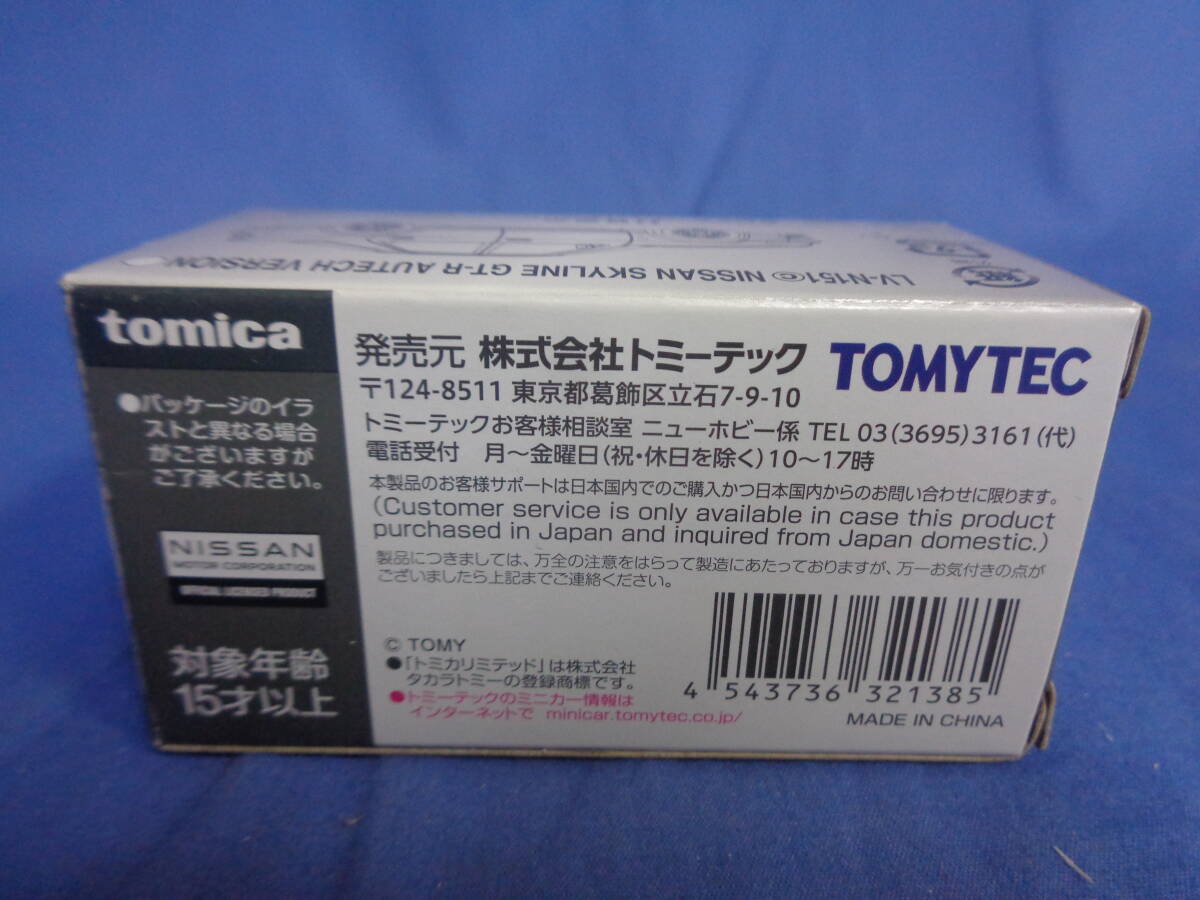 LV-N151ⓒ NISSAN SKYLINE GT-R AUTECH VERSION
tomica
●パッケージのイラ
ストと異なる場合
がございますが
ご了承ください。
NISSAN
MOTOR CORPORATION
OFFICIAL LICENSED PRODUCT
対象年齢
15才以上
発売元 株式会社トミーテック TOMYTEC
〒124-8511 東京都葛飾区立石7-9-10
トミーテックお客様相談室 ニューホビー係 TEL 03(3695)3161(代)
電話受付 月～金曜日(祝・休日を除く)10～17時
本製品のお客様サポートは日本国内でのご購入かつ日本国内からのお問い合わせに限ります。
(Customer service is only available in case this product
purchased in Japan and inquired from Japan domestic.)
製品につきましては、万全の注意をはらって製造にあたっておりますが、万一お気付きの点が
ございましたら上記までご連絡ください。
© TOMY
●「トミカリミテッド」は株式会社
タカラトミーの登録商標です。
●トミーテックのミニカー情報は
インターネットで minicar.tomytec.co.jp/
4 543736 321385
MADE IN CHINA